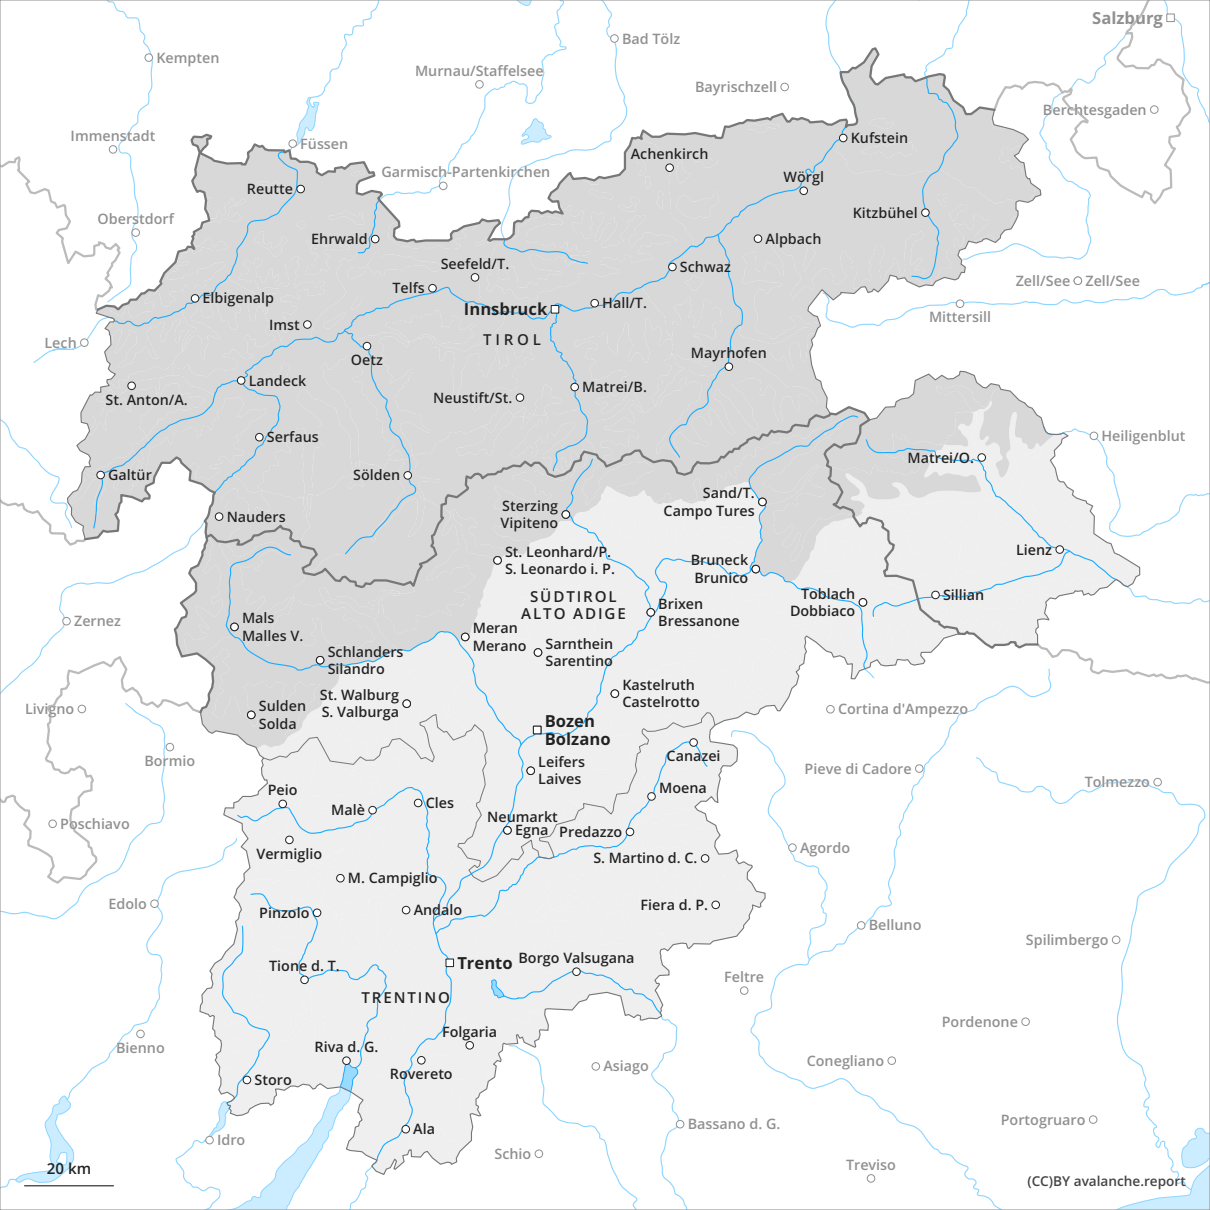 Salzburg
Bad Tölz
Kempten
Murnau/Staffelsee
Bayrischzell
Berchtesgaden
Immenstadt
Füssen
Kufstein
Achenkirch
Garmisch-Partenkirchen
Wörgl
Reutte
Oberstdorf
Kitzbühel
Ehrwald
Alpbach
Seefeld/T.
Schwaz
Zell/See
Zell/See
Telfs
Elbigenalp
Hall/T.
Innsbruck
Mittersill
Imst
TIROL
Lech
Oetz
Mayrhofen
Landeck
Matrei/B.
St. Anton/A.
Neustift/St.
Serfaus
Heiligenblut
Matrei/O.
Galtür
Sölden
Sand/T.
Campo Tures
Sterzing
Vipiteno
Nauders
St. Leonhard/P.
S. Leonardo i. P.
Lienz
Bruneck
Brunico
SÜDTIROL
ALTO ADIGE
Toblach
Dobbiaco
Sillian
Brixen
Bressanone
Mals
Malles V.
Zernez
Meran
Merano
Sarnthein
Sarentino
Schlanders
Silandro
Kastelruth
Castelrotto
St. Walburg
S. Valburga
Sulden
Solda
Livigno
Cortina d'Ampezzo
Bozen
Bolzano
Bormio
Canazei
Leifers
Laives
Pieve di Cadore
Tolmezzo
Peio
Moena
Malè
Cles
Neumarkt
Egna
Predazzo
Poschiavo
Agordo
Vermiglio
S. Martino d. C.
M. Campiglio
Edolo
Pinzolo
Andalo
Fiera d. P.
Belluno
Spilimbergo
Trento
Borgo Valsugana
Tione d. T.
Feltre
TRENTINO
Pordenone
Folgaria
Bienno
Riva d. G.
Conegliano
Asiago
Rovereto
Storo
Portogruaro
Bassano d. G.
Ala
Idro
Schio
Treviso
20 km
(CC)BY avalanche.report